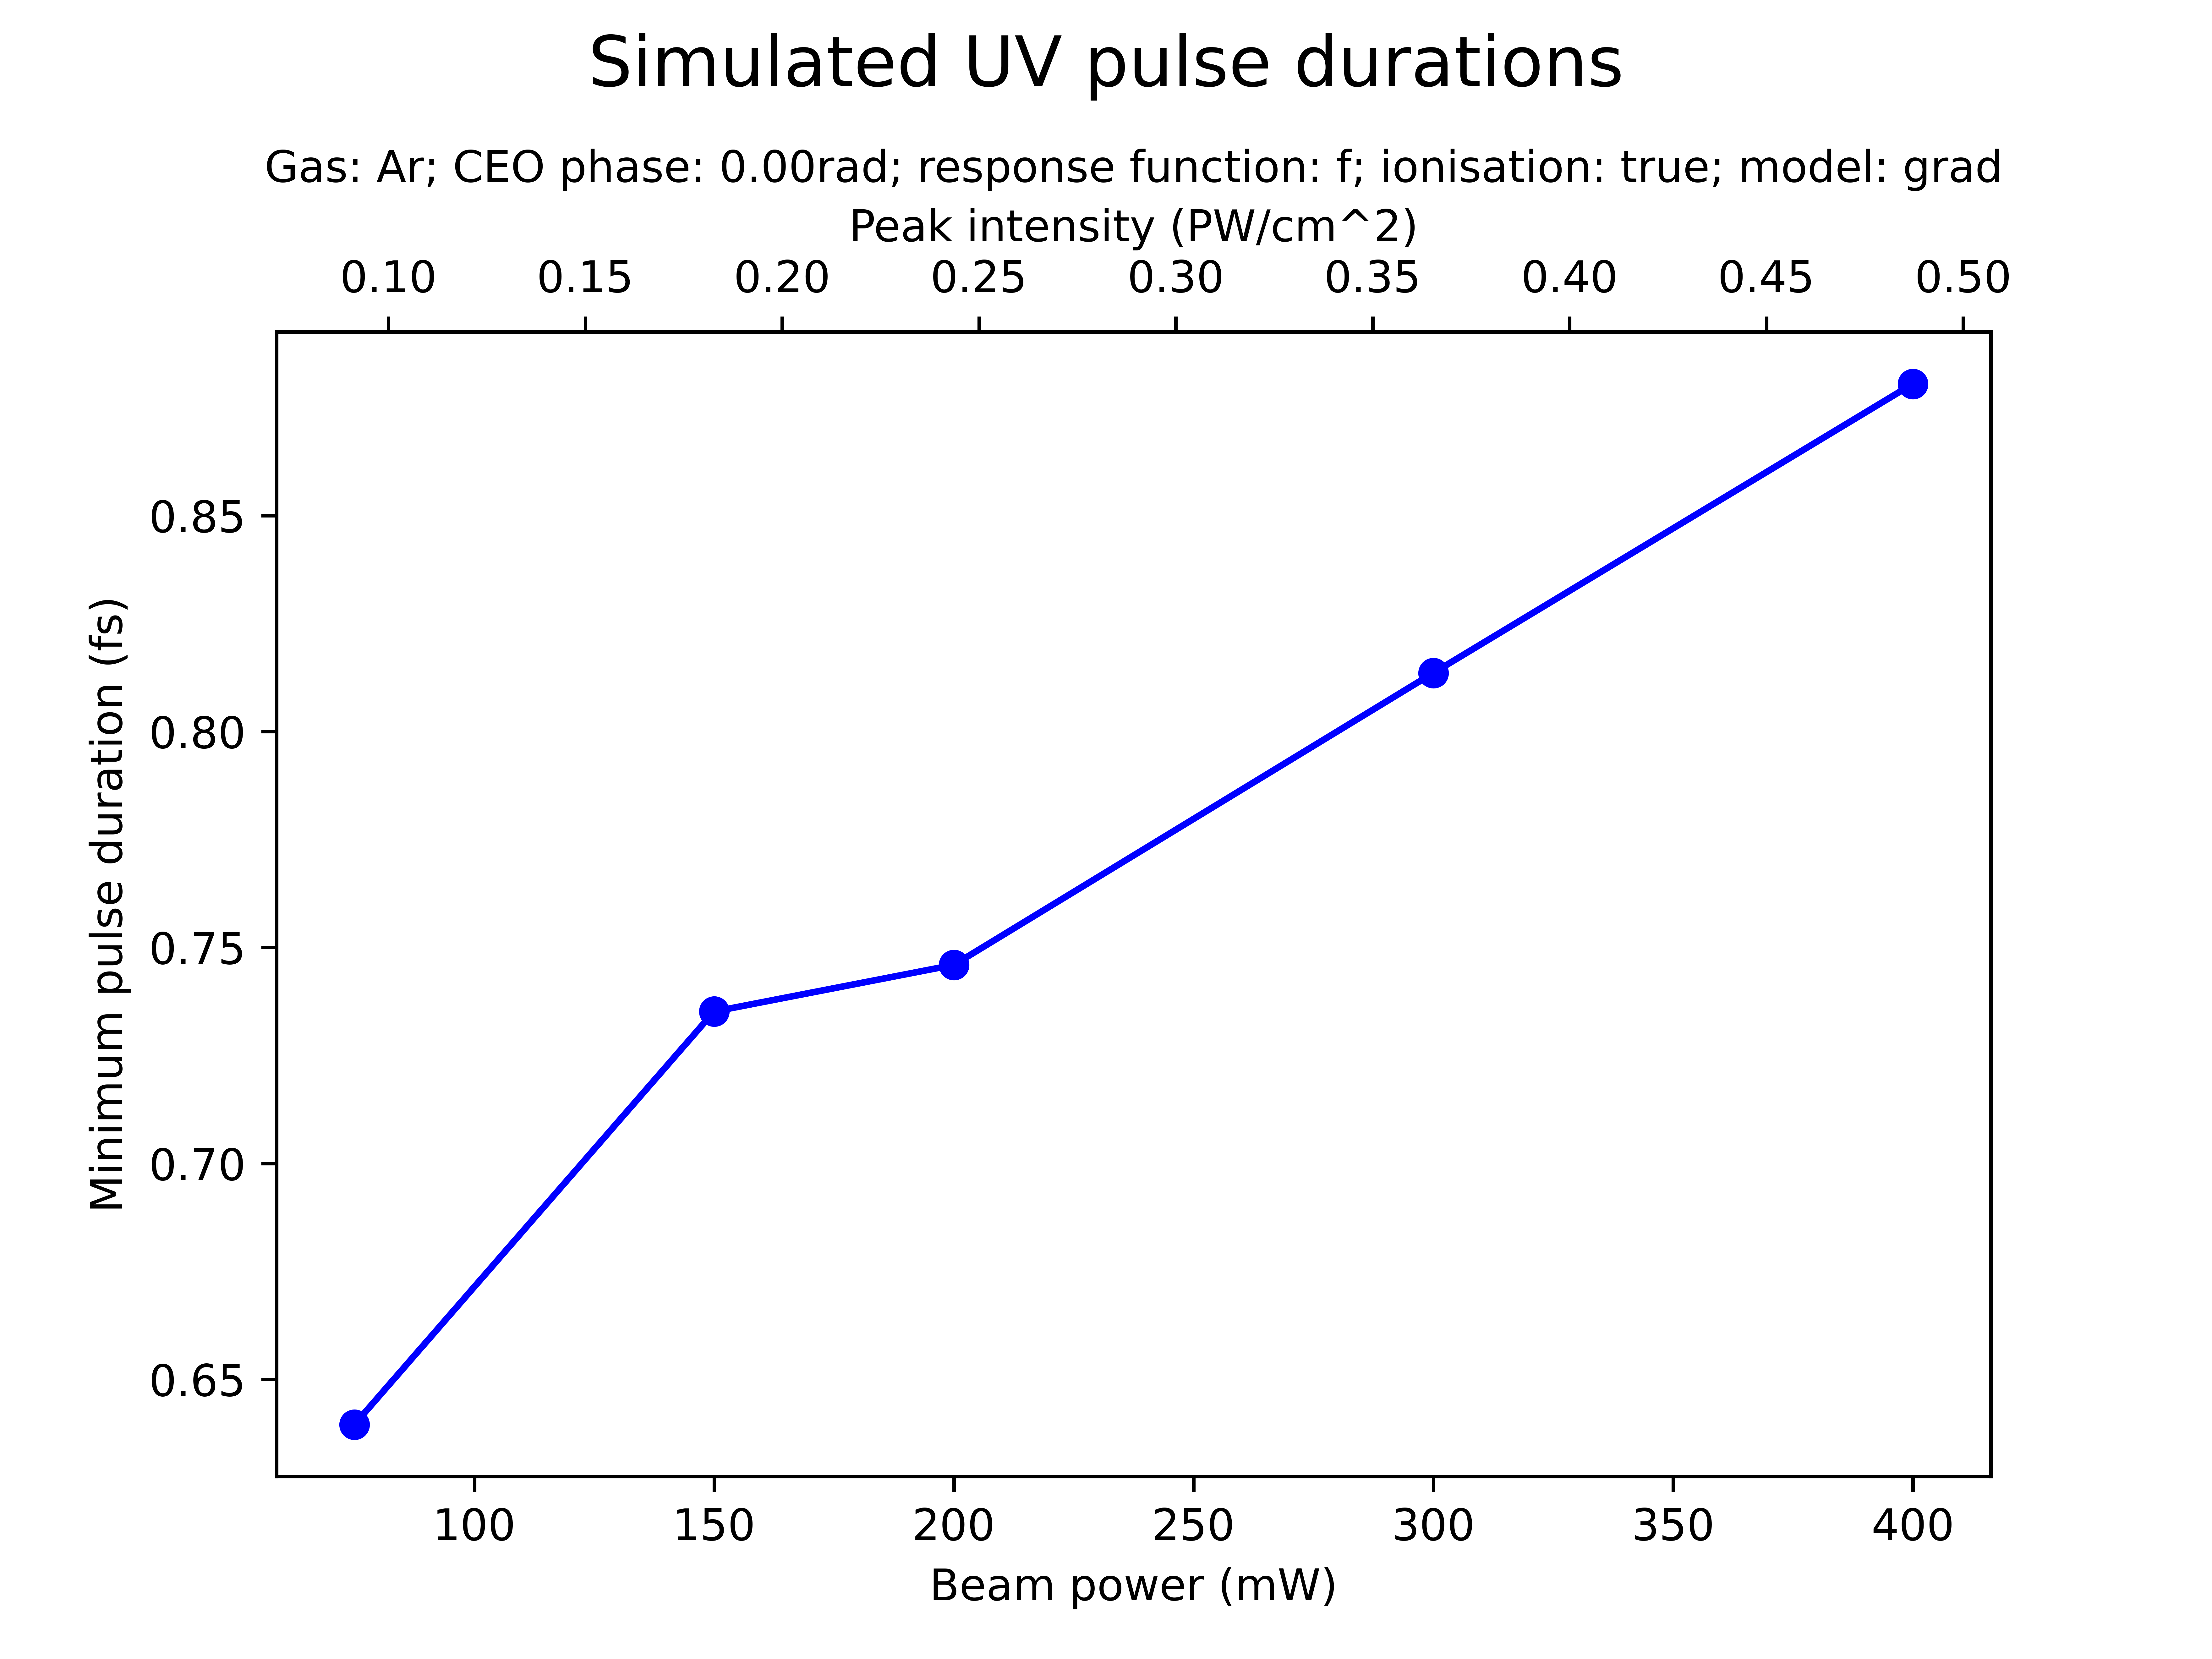 Simulated UV pulse durations
Gas: Ar; CEO phase: 0.00rad; response function: f; ionisation: true; model: grad
Peak intensity (PW/cm^2)
0.10 0.15 0.20 0.25 0.30 0.35 0.40 0.45 0.50
Minimum pulse duration (fs)
0.85
0.80
0.75
0.70
0.65
100 150 200 250 300 350 400
Beam power (mW)